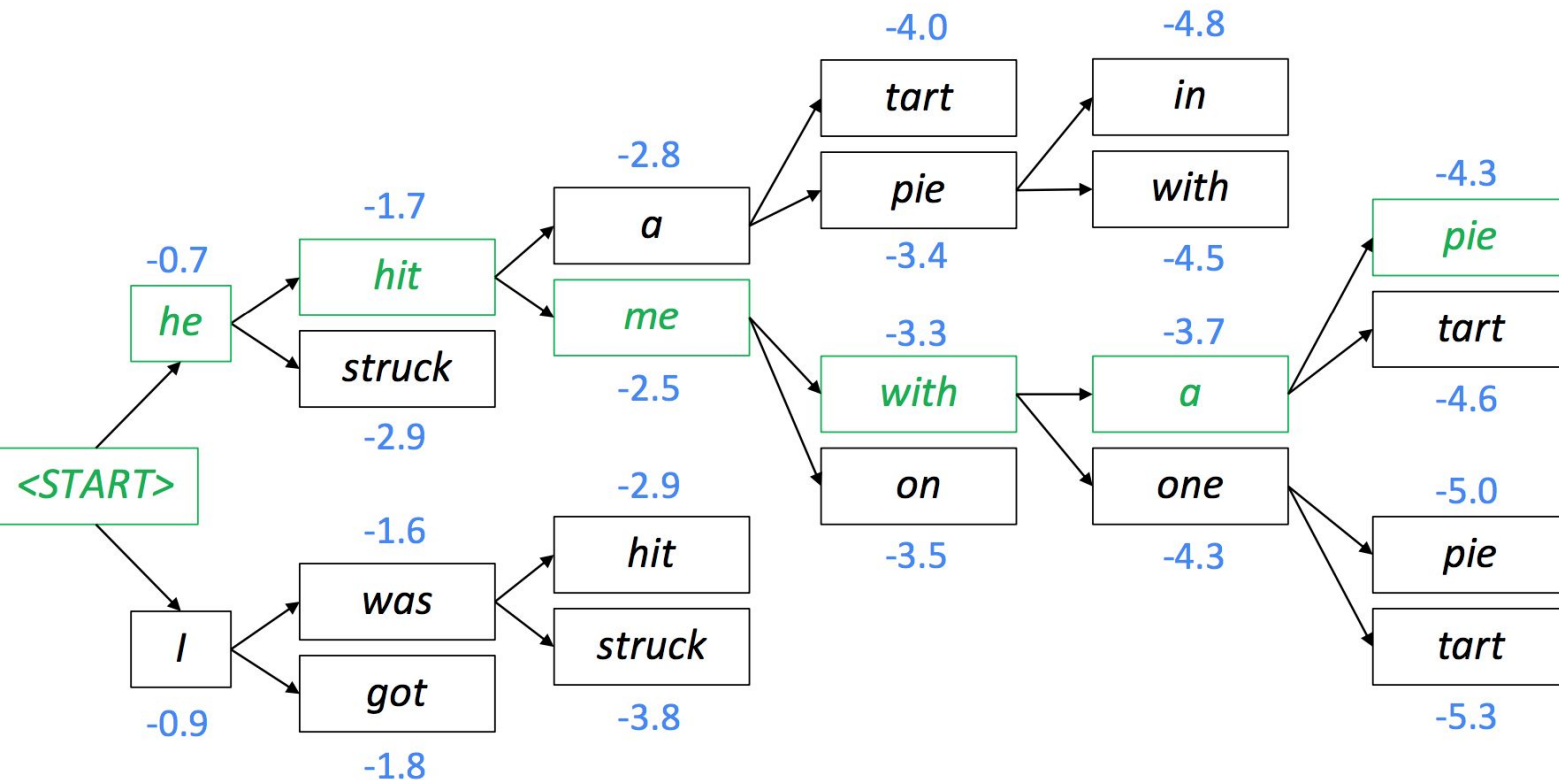 -4.0
-4.8
tart
in
-2.8
-4.3
-1.7
pie
with
a
pie
-0.7
hit
-3.4
-4.5
he
me
-3.3
-3.7
tart
struck
-2.5
with
a
-4.6
-2.9
<START>
-2.9
on
one
-5.0
-1.6
hit
-3.5
-4.3
pie
was
I
struck
tart
got
-0.9
-3.8
-5.3
-1.8